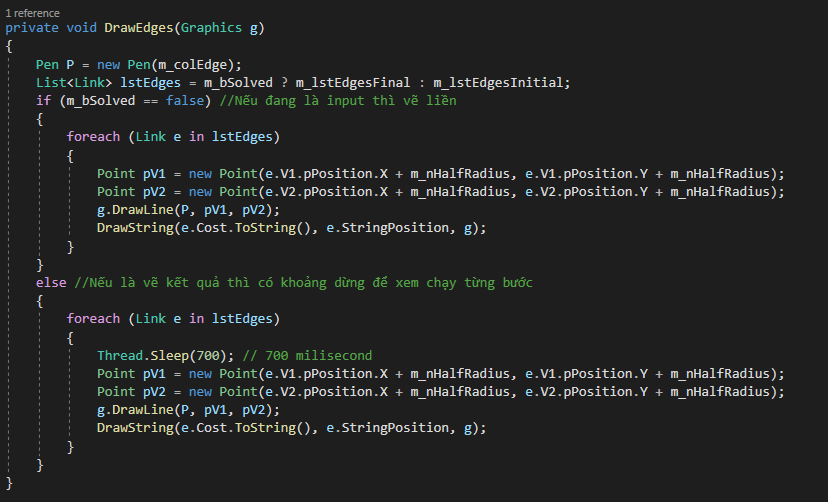 1 reference
private void DrawEdges(Graphics g)
{
    Pen P = new Pen(m_colEdge);
    List<Link> lstEdges = m_bSolved ? m_lstEdgesFinal : m_lstEdgesInitial;
    if (m_bSolved == false) //Nếu đang là input thì vẽ liền
    {
        foreach (Link e in lstEdges)
        {
            Point pV1 = new Point(e.V1.pPosition.X + m_nHalfRadius, e.V1.pPosition.Y + m_nHalfRadius);
            Point pV2 = new Point(e.V2.pPosition.X + m_nHalfRadius, e.V2.pPosition.Y + m_nHalfRadius);
            g.DrawLine(P, pV1, pV2);
            DrawString(e.Cost.ToString(), e.StringPosition, g);
        }
    }
    else //Nếu là vẽ kết quả thì có khoảng dừng để xem chạy từng bước
    {
        foreach (Link e in lstEdges)
        {
            Thread.Sleep(700); // 700 milisecond
            Point pV1 = new Point(e.V1.pPosition.X + m_nHalfRadius, e.V1.pPosition.Y + m_nHalfRadius);
            Point pV2 = new Point(e.V2.pPosition.X + m_nHalfRadius, e.V2.pPosition.Y + m_nHalfRadius);
            g.DrawLine(P, pV1, pV2);
            DrawString(e.Cost.ToString(), e.StringPosition, g);
        }
    }
}